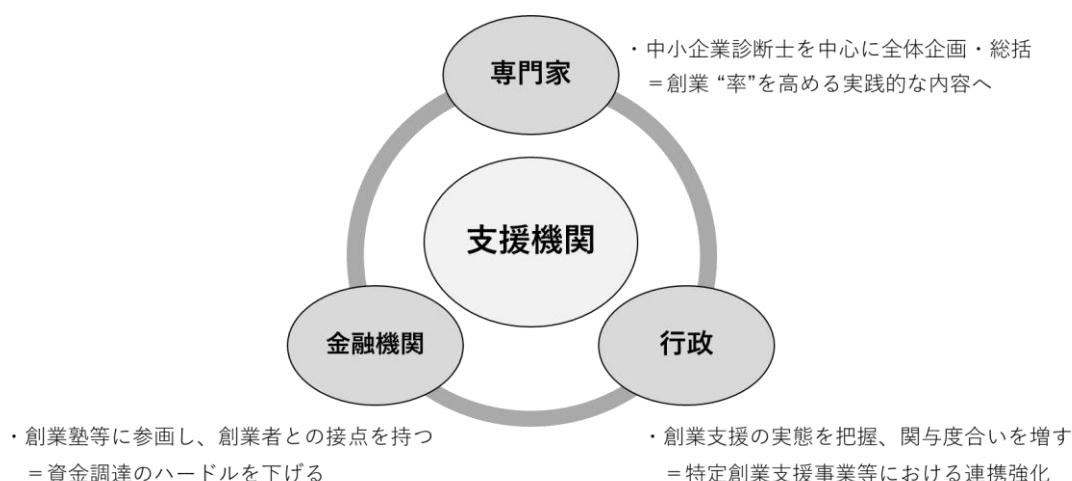 専門家
・中小企業診断士を中心に全体企画・総括
＝創業 “率”を高める実践的な内容へ
支援機関
金融機関
行政
・創業塾等に参画し、創業者との接点を持つ
＝資金調達のハードルを下げる
・創業支援の実態を把握、関与度合いを増す
＝特定創業支援事業等における連携強化